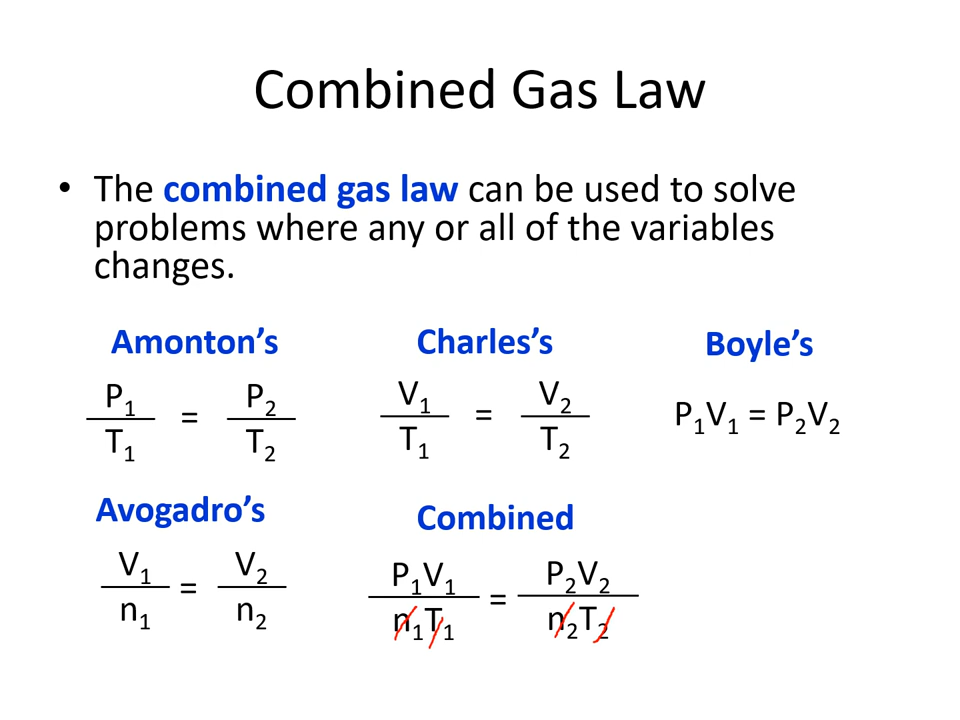 Combined Gas Law
• The combined gas law can be used to solve
problems where any or all of the variables
changes.
Amonton’s
P₁/T₁ = P₂/T₂
Charles’s
V₁/T₁ = V₂/T₂
Boyle’s
P₁V₁ = P₂V₂
Avogadro’s
V₁/n₁ = V₂/n₂
Combined
P₁V₁/n₁T₁ = P₂V₂/n₂T₂